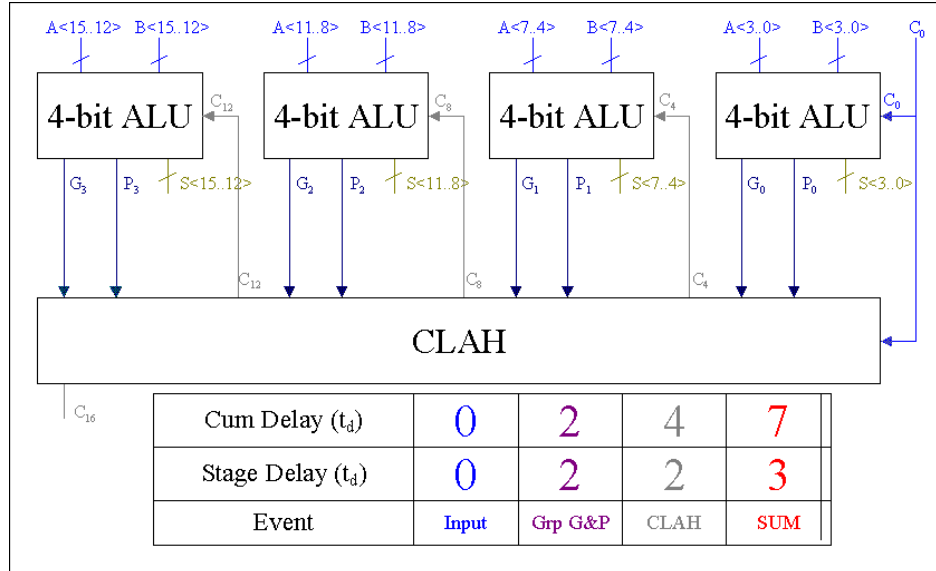 A<15..12> B<15..12> A<11..8> B<11..8> A<7..4> B<7..4> A<3..0> B<3..0> C₀
4-bit ALU C₁₂ 4-bit ALU C₈ 4-bit ALU C₄ 4-bit ALU C₀
G₃ P₃ S<15..12> G₂ P₂ S<11..8> G₁ P₁ S<7..4> G₀ P₀ S<3..0>
C₁₂ C₈ C₄
CLAH
C₁₆
Cum Delay (t_d) 0 2 4 7
Stage Delay (t_d) 0 2 2 3
Event Input Grp G&P CLAH SUM